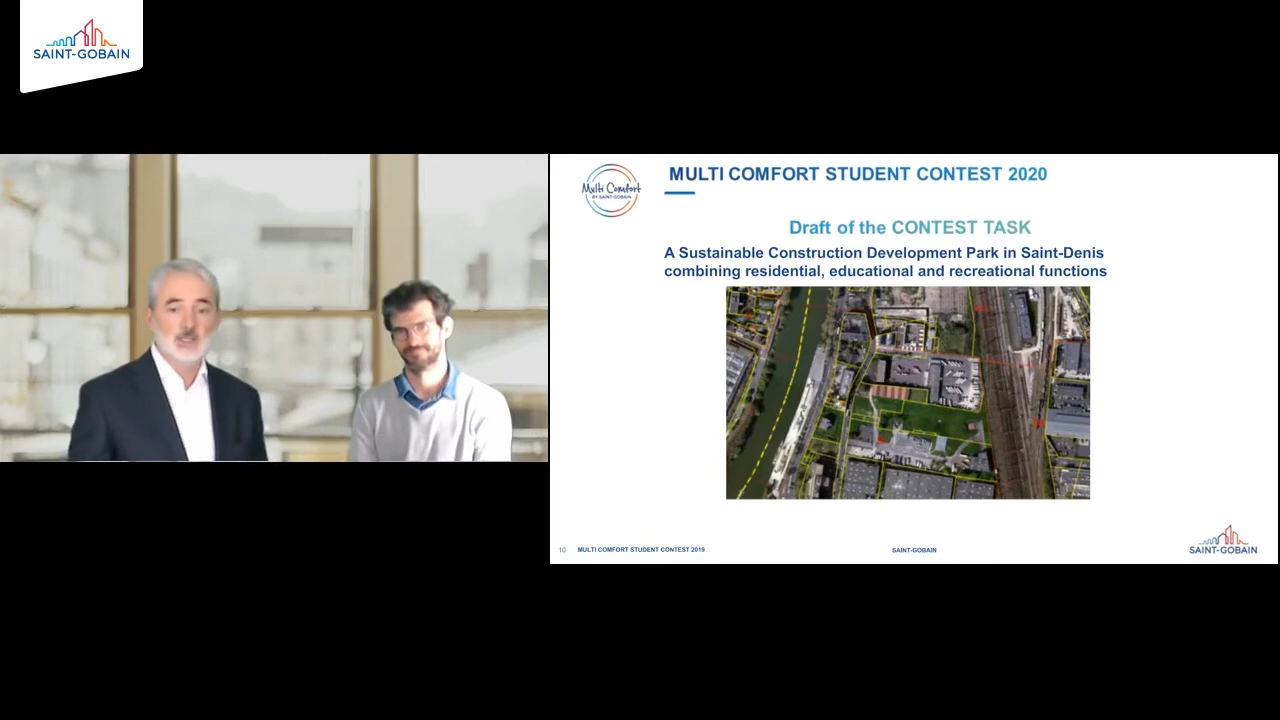 SAINT-GOBAIN
Multi Comfort
BY SAINT-GOBAIN
MULTI COMFORT STUDENT CONTEST 2020
Draft of the CONTEST TASK
A Sustainable Construction Development Park in Saint-Denis
combining residential, educational and recreational functions
10
MULTI COMFORT STUDENT CONTEST 2019
SAINT-GOBAIN
SAINT-GOBAIN